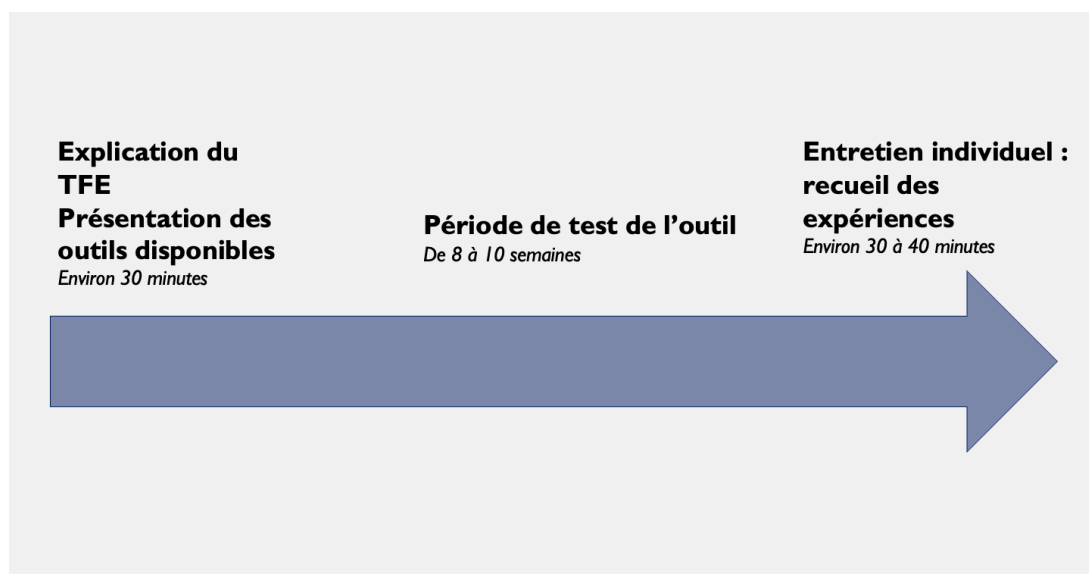 Explication du
TFE
Présentation des
outils disponibles
Environ 30 minutes
Période de test de l’outil
De 8 à 10 semaines
Entretien individuel :
recueil des
expériences
Environ 30 à 40 minutes